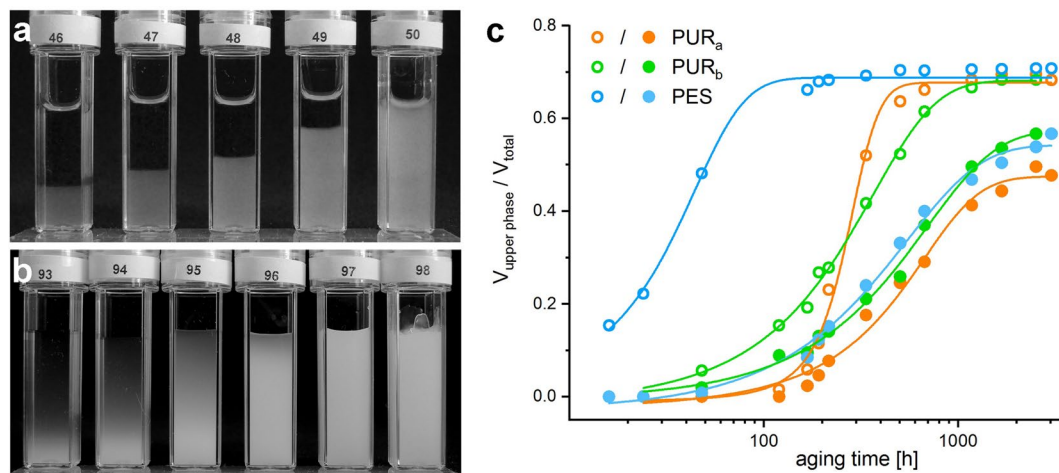 a
46 47 48 49 50
b
93 94 95 96 97 98
c
/ PURa
/ PURb
/ PES
Vupper phase / Vtotal
0.8
0.6
0.4
0.2
0.0
100 1000
aging time [h]